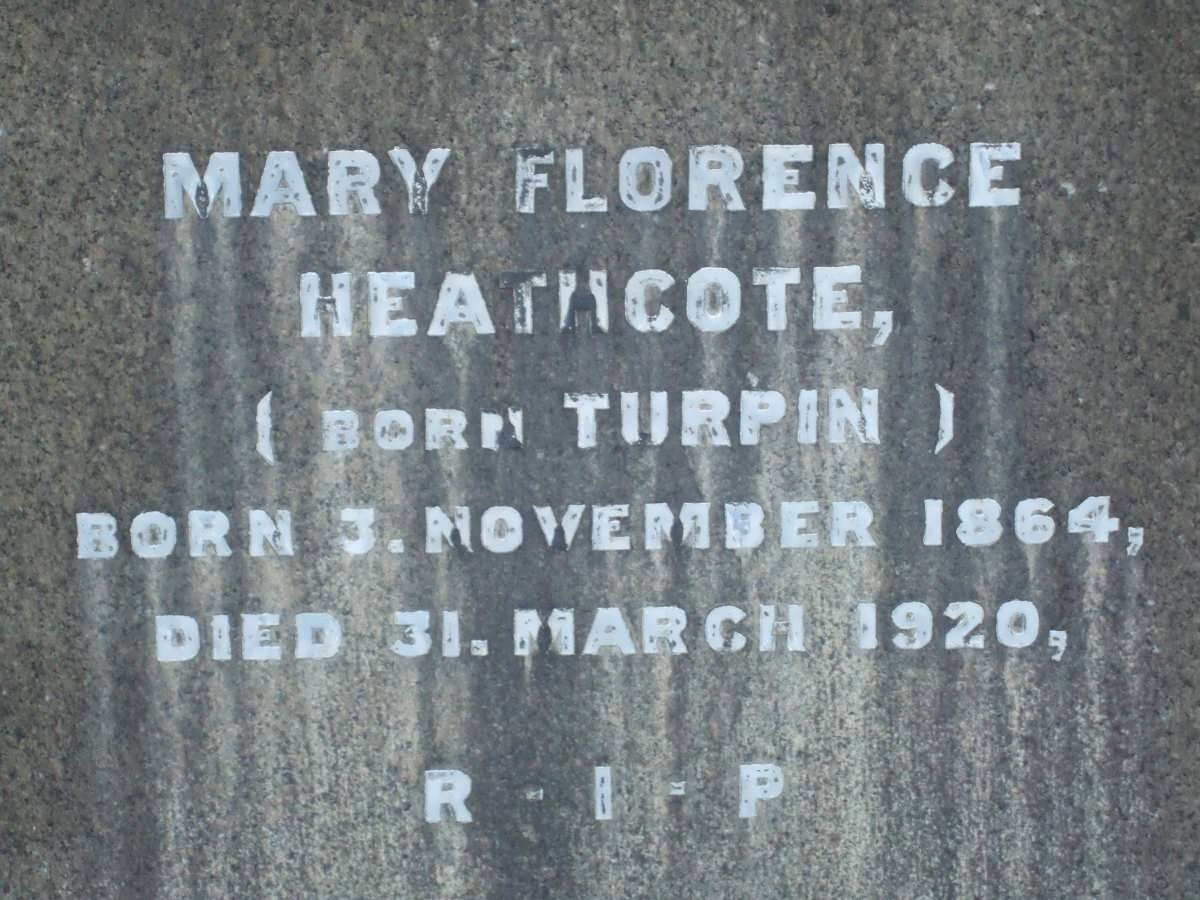 MARY FLORENCE
HEATHCOTE,
( BORN TURPIN )
BORN 3. NOVEMBER 1864,
DIED 31. MARCH 1920,
R - I - P